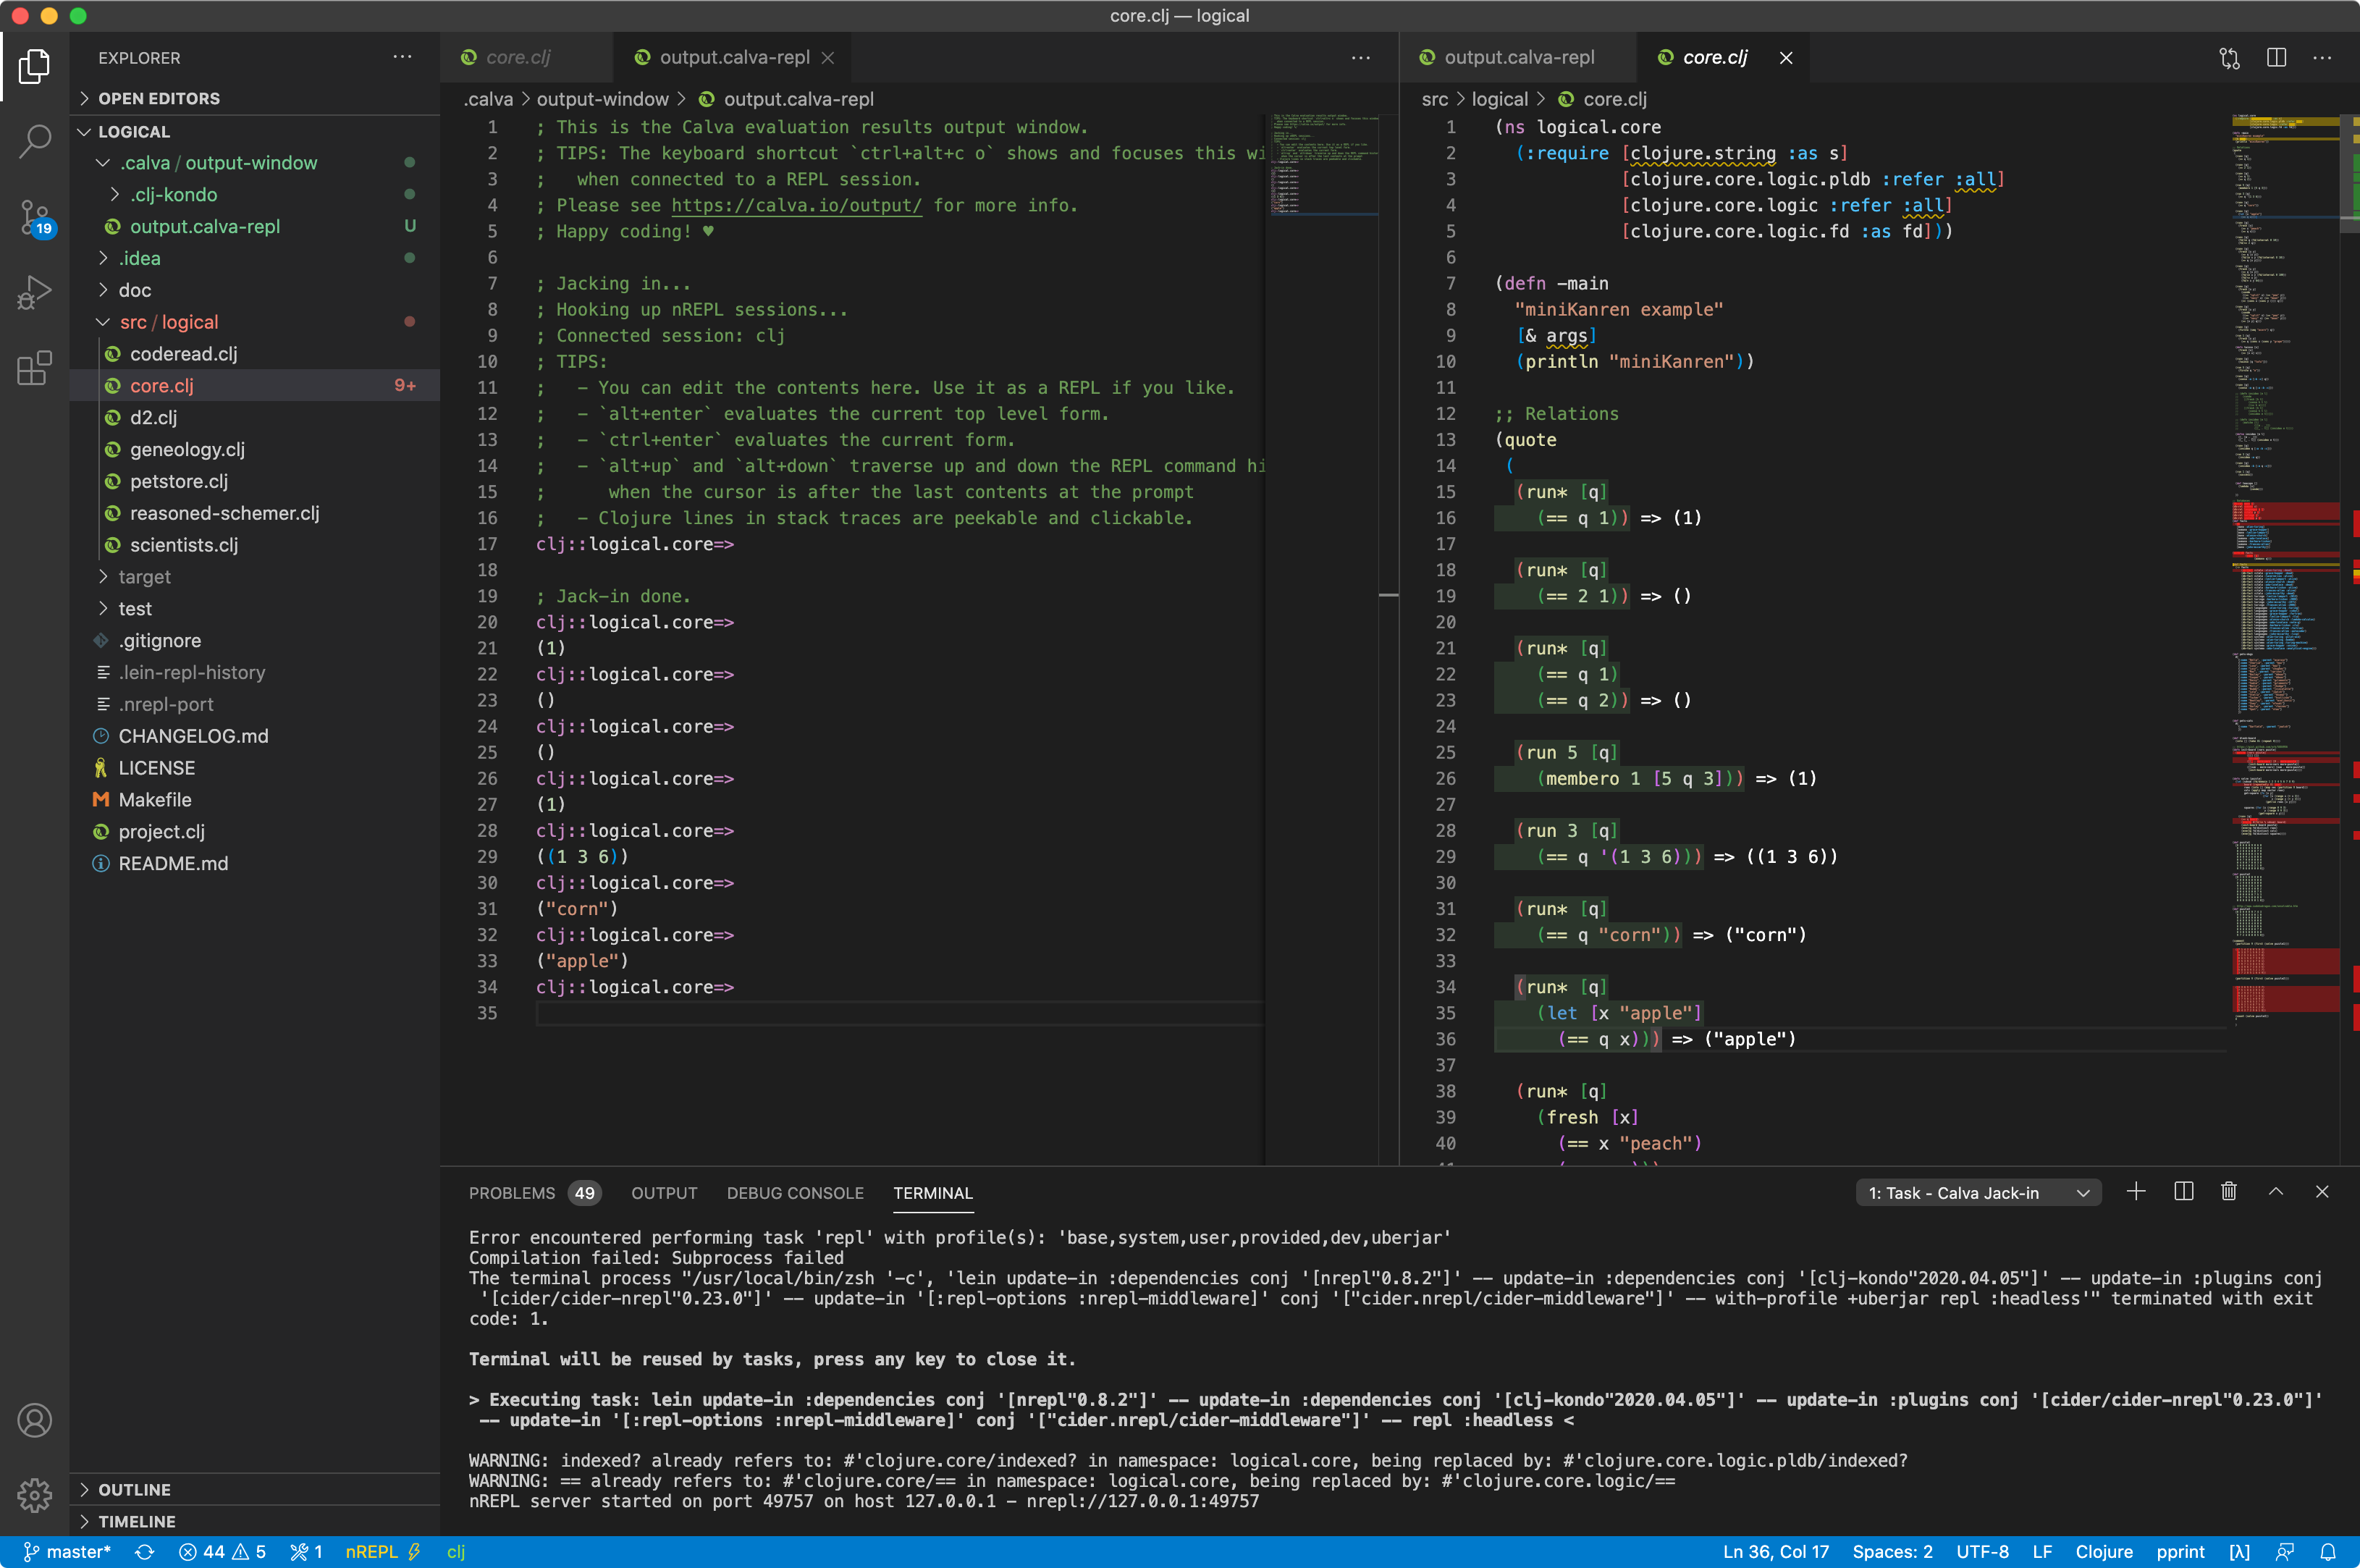 core.clj — logical
EXPLORER
OPEN EDITORS
LOGICAL
.calva / output-window
.clj-kondo
output.calva-repl U
.idea
doc
src / logical
coderead.clj
core.clj 9+
d2.clj
geneology.clj
petstore.clj
reasoned-schemer.clj
scientists.clj
target
test
.gitignore
.lein-repl-history
.nrepl-port
CHANGELOG.md
LICENSE
Makefile
project.clj
README.md
OUTLINE
TIMELINE
19
core.clj output.calva-repl
.calva > output-window > output.calva-repl
1 ; This is the Calva evaluation results output window.
2 ; TIPS: The keyboard shortcut `ctrl+alt+c o` shows and focuses this wi
3 ;   when connected to a REPL session.
4 ; Please see https://calva.io/output/ for more info.
5 ; Happy coding! ♥
6
7 ; Jacking in...
8 ; Hooking up nREPL sessions...
9 ; Connected session: clj
10 ; TIPS:
11 ;   - You can edit the contents here. Use it as a REPL if you like.
12 ;   - `alt+enter` evaluates the current top level form.
13 ;   - `ctrl+enter` evaluates the current form.
14 ;   - `alt+up` and `alt+down` traverse up and down the REPL command hi
15 ;      when the cursor is after the last contents at the prompt
16 ;   - Clojure lines in stack traces are peekable and clickable.
17 clj::logical.core=>
18
19 ; Jack-in done.
20 clj::logical.core=>
21 (1)
22 clj::logical.core=>
23 ()
24 clj::logical.core=>
25 ()
26 clj::logical.core=>
27 (1)
28 clj::logical.core=>
29 ((1 3 6))
30 clj::logical.core=>
31 ("corn")
32 clj::logical.core=>
33 ("apple")
34 clj::logical.core=>
35
output.calva-repl core.clj
src > logical > core.clj
1 (ns logical.core
2   (:require [clojure.string :as s]
3             [clojure.core.logic.pldb :refer :all]
4             [clojure.core.logic :refer :all]
5             [clojure.core.logic.fd :as fd]))
6
7 (defn -main
8   "miniKanren example"
9   [& args]
10   (println "miniKanren"))
11
12 ;; Relations
13 (quote
14  (
15   (run* [q]
16     (== q 1)) => (1)
17
18   (run* [q]
19     (== 2 1)) => ()
20
21   (run* [q]
22     (== q 1)
23     (== q 2)) => ()
24
25   (run 5 [q]
26     (membero 1 [5 q 3])) => (1)
27
28   (run 3 [q]
29     (== q '(1 3 6))) => ((1 3 6))
30
31   (run* [q]
32     (== q "corn")) => ("corn")
33
34   (run* [q]
35     (let [x "apple"]
36       (== q x))) => ("apple")
37
38   (run* [q]
39     (fresh [x]
40       (== x "peach")
PROBLEMS 49 OUTPUT DEBUG CONSOLE TERMINAL
1: Task - Calva Jack-in
Error encountered performing task 'repl' with profile(s): 'base,system,user,provided,dev,uberjar'
Compilation failed: Subprocess failed
The terminal process "/usr/local/bin/zsh '-c', 'lein update-in :dependencies conj '[nrepl"0.8.2"]' -- update-in :dependencies conj '[clj-kondo"2020.04.05"]' -- update-in :plugins conj
'[cider/cider-nrepl"0.23.0"]' -- update-in '[:repl-options :nrepl-middleware]' conj '["cider.nrepl/cider-middleware"]' -- with-profile +uberjar repl :headless'" terminated with exit
code: 1.
Terminal will be reused by tasks, press any key to close it.
> Executing task: lein update-in :dependencies conj '[nrepl"0.8.2"]' -- update-in :dependencies conj '[clj-kondo"2020.04.05"]' -- update-in :plugins conj '[cider/cider-nrepl"0.23.0"]'
-- update-in '[:repl-options :nrepl-middleware]' conj '["cider.nrepl/cider-middleware"]' -- repl :headless <
WARNING: indexed? already refers to: #'clojure.core/indexed? in namespace: logical.core, being replaced by: #'clojure.core.logic.pldb/indexed?
WARNING: == already refers to: #'clojure.core/== in namespace: logical.core, being replaced by: #'clojure.core.logic/==
nREPL server started on port 49757 on host 127.0.0.1 - nrepl://127.0.0.1:49757
master* 44 5 1 nREPL clj Ln 36, Col 17 Spaces: 2 UTF-8 LF Clojure pprint [λ]